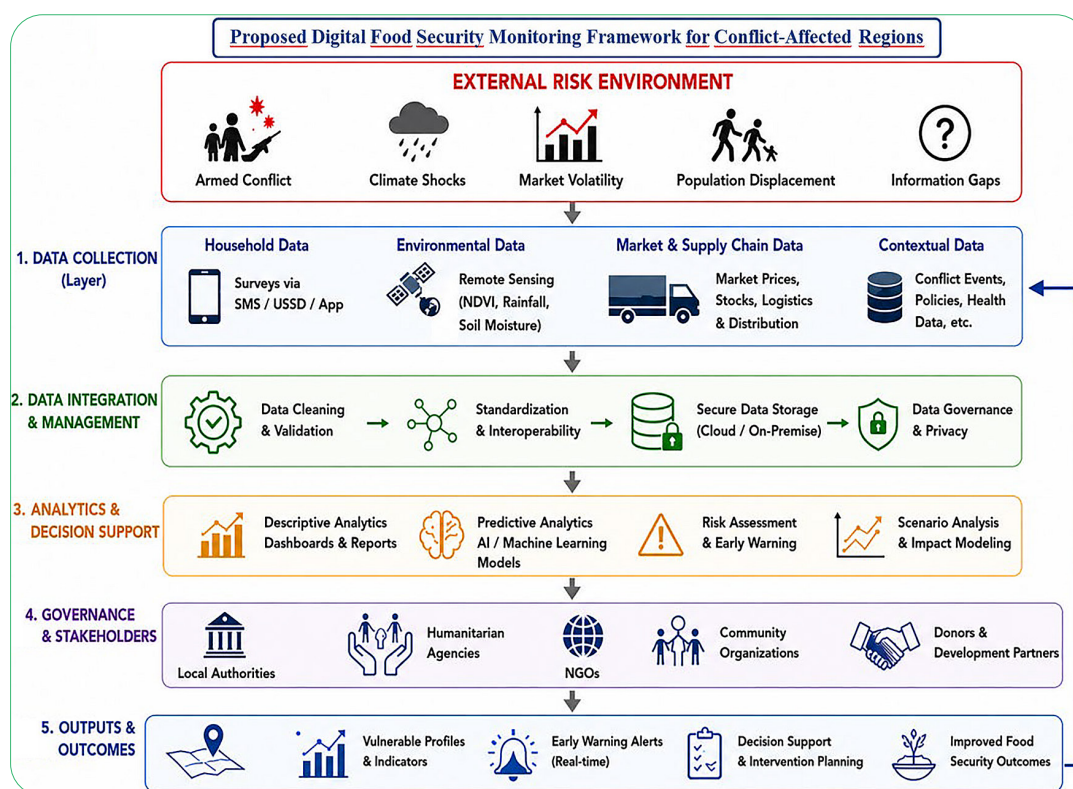 Proposed Digital Food Security Monitoring Framework for Conflict-Affected Regions
EXTERNAL RISK ENVIRONMENT
Armed Conflict
Climate Shocks
Market Volatility
Population Displacement
?
Information Gaps
1. DATA COLLECTION
(Layer)
Household Data
Surveys via
SMS / USSD / App
Environmental Data
Remote Sensing
(NDVI, Rainfall,
Soil Moisture)
Market & Supply Chain Data
Market Prices,
Stocks, Logistics
& Distribution
Contextual Data
Conflict Events,
Policies, Health
Data, etc.
2. DATA INTEGRATION
& MANAGEMENT
Data Cleaning
& Validation
Standardization
& Interoperability
Secure Data Storage
(Cloud / On-Premise)
Data Governance
& Privacy
3. ANALYTICS &
DECISION SUPPORT
Descriptive Analytics
Dashboards & Reports
Predictive Analytics
AI / Machine Learning
Models
Risk Assessment
& Early Warning
Scenario Analysis
& Impact Modeling
4. GOVERNANCE
& STAKEHOLDERS
Local Authorities
Humanitarian
Agencies
NGOs
Community
Organizations
Donors &
Development Partners
5. OUTPUTS &
OUTCOMES
Vulnerable Profiles
& Indicators
Early Warning Alerts
(Real-time)
Decision Support
& Intervention Planning
Improved Food
Security Outcomes